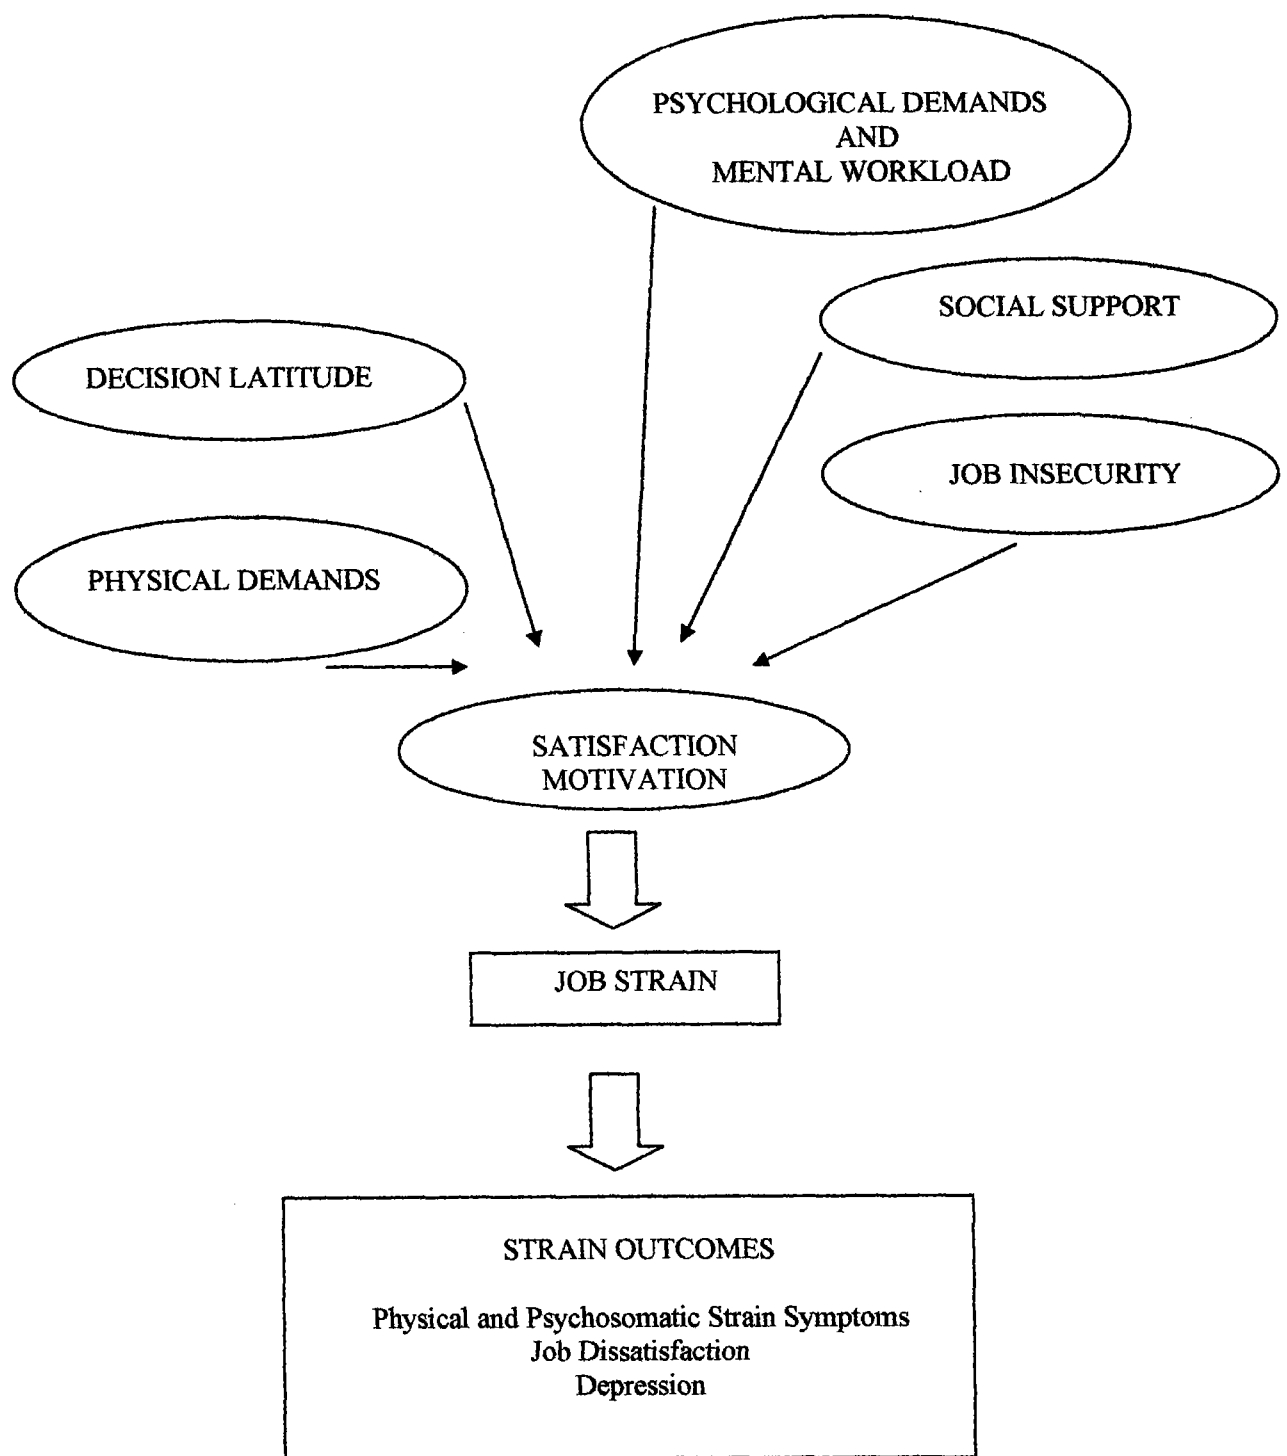 PSYCHOLOGICAL DEMANDS
AND
MENTAL WORKLOAD
SOCIAL SUPPORT
DECISION LATITUDE
JOB INSECURITY
PHYSICAL DEMANDS
SATISFACTION
MOTIVATION
JOB STRAIN
STRAIN OUTCOMES
Physical and Psychosomatic Strain Symptoms
Job Dissatisfaction
Depression